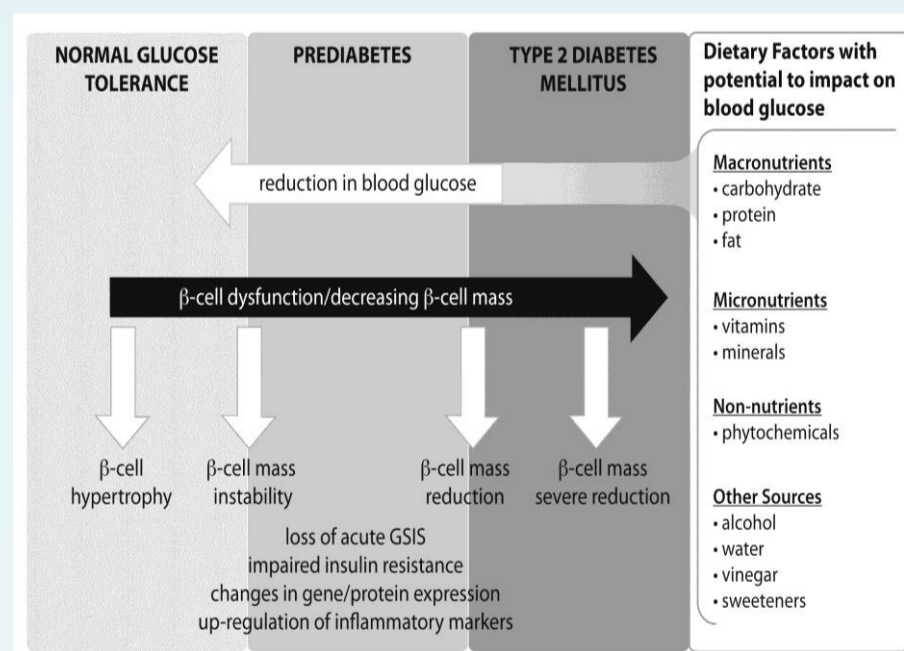 NORMAL GLUCOSE
TOLERANCE
PREDIABETES
TYPE 2 DIABETES
MELLITUS
Dietary Factors with
potential to impact on
blood glucose
reduction in blood glucose
β-cell dysfunction/decreasing β-cell mass
β-cell
hypertrophy
β-cell mass
instability
β-cell mass
reduction
β-cell mass
severe reduction
loss of acute GSIS
impaired insulin resistance
changes in gene/protein expression
up-regulation of inflammatory markers
Macronutrients
• carbohydrate
• protein
• fat
Micronutrients
• vitamins
• minerals
Non-nutrients
• phytochemicals
Other Sources
• alcohol
• water
• vinegar
• sweeteners